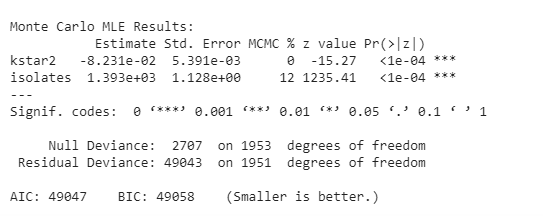 Monte Carlo MLE Results:
Estimate Std. Error MCMC % z value Pr(>|z|)
kstar2 -8.231e-02 5.391e-03 0 -15.27 <1e-04 ***
isolates 1.393e+03 1.128e+00 12 1235.41 <1e-04 ***
---
Signif. codes: 0 ‘***’ 0.001 ‘**’ 0.01 ‘*’ 0.05 ‘.’ 0.1 ‘ ’ 1
Null Deviance: 2707 on 1953 degrees of freedom
Residual Deviance: 49043 on 1951 degrees of freedom
AIC: 49047 BIC: 49058 (Smaller is better.)